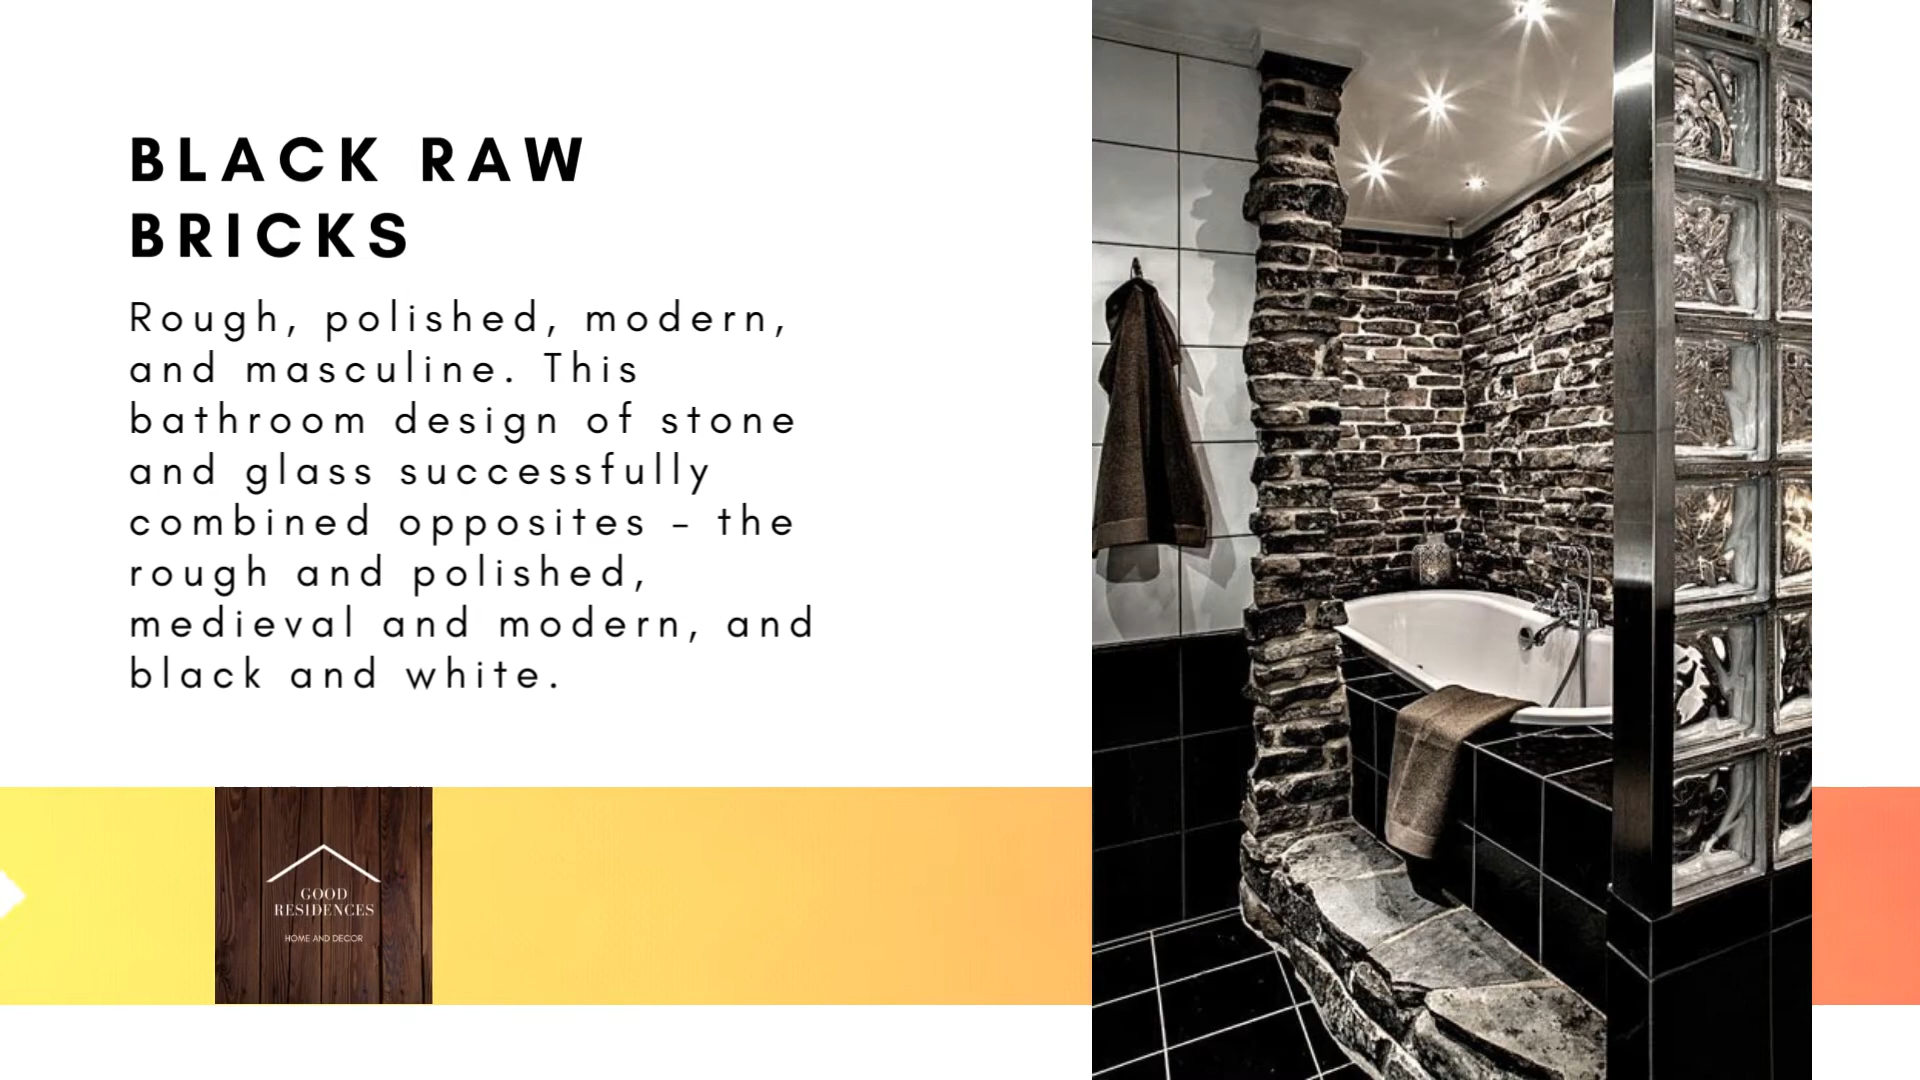 BLACK RAW
BRICKS
Rough, polished, modern,
and masculine. This
bathroom design of stone
and glass successfully
combined opposites – the
rough and polished,
medieval and modern, and
black and white.
GOOD
RESIDENCES
HOME AND DECOR